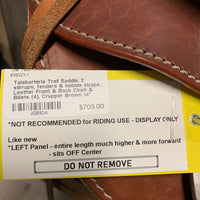 Talabarteria Trail Saddle, 2
stirrups, fenders & hobble straps,
Leather Front & Back Cinch &
Billets (4), Crupper Brown 14"
$705.00
*NOT RECOMMENDED for RIDING USE - DISPLAY ONLY
Like new
*LEFT Panel - entire length much higher & more forward
- sits OFF Center
DO NOT REMOVE